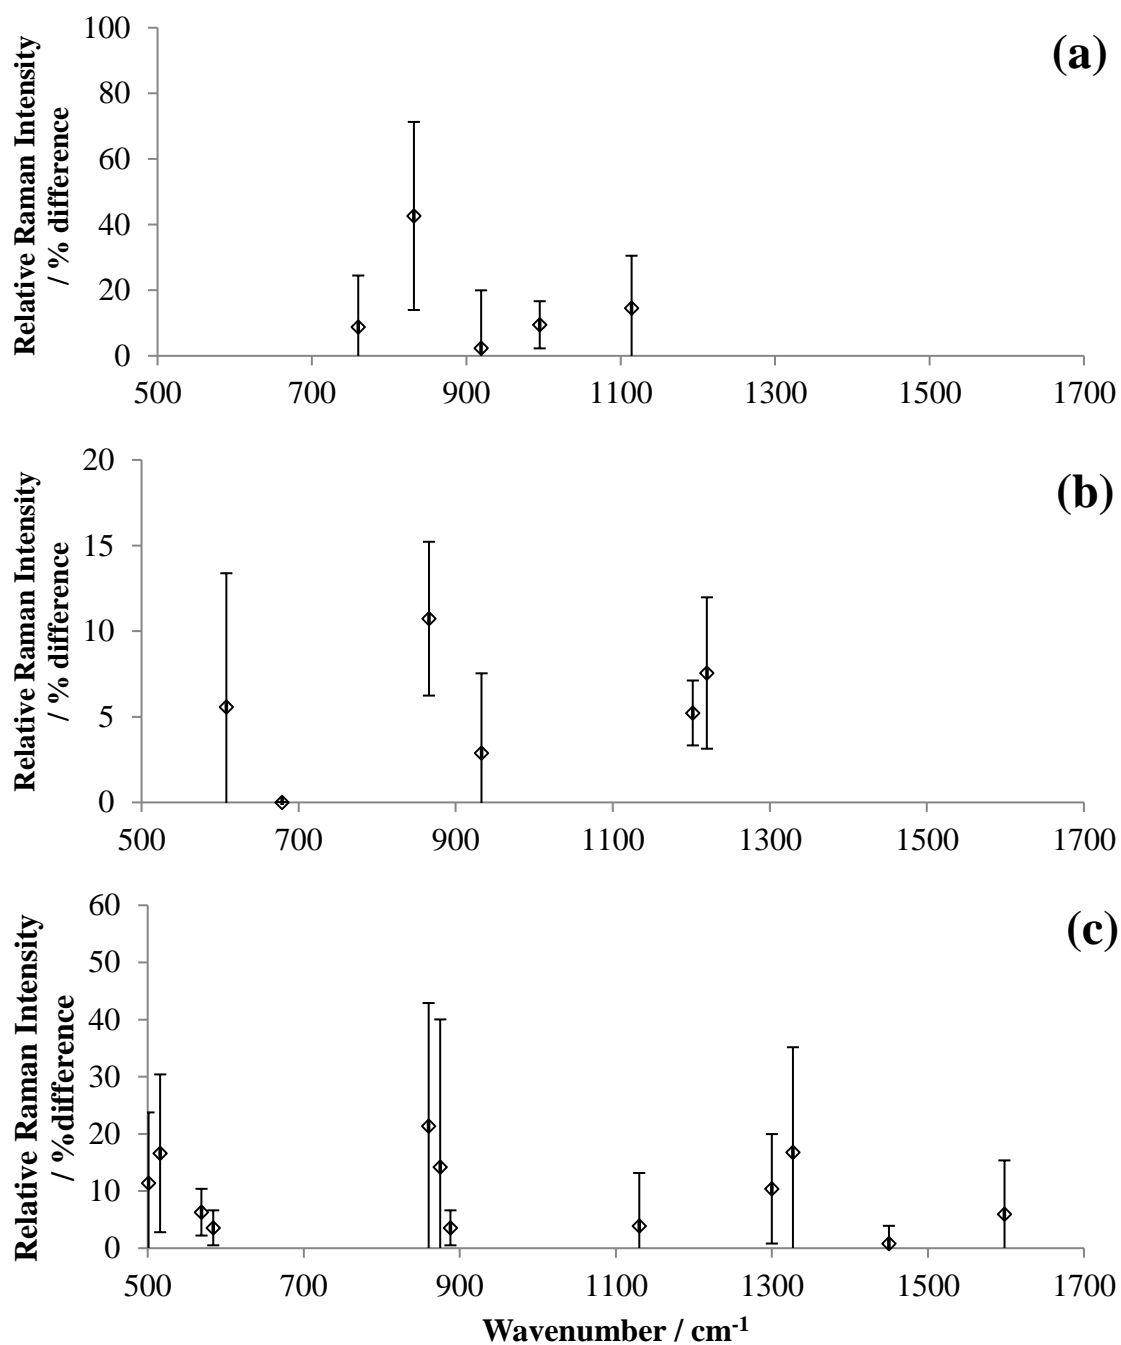 (a)
Relative Raman Intensity
/ % difference
100
80
60
40
20
0
500 700 900 1100 1300 1500 1700
(b)
Relative Raman Intensity
/ % difference
20
15
10
5
0
500 700 900 1100 1300 1500 1700
(c)
Relative Raman Intensity
/ %difference
60
50
40
30
20
10
0
500 700 900 1100 1300 1500 1700
Wavenumber / cm-1